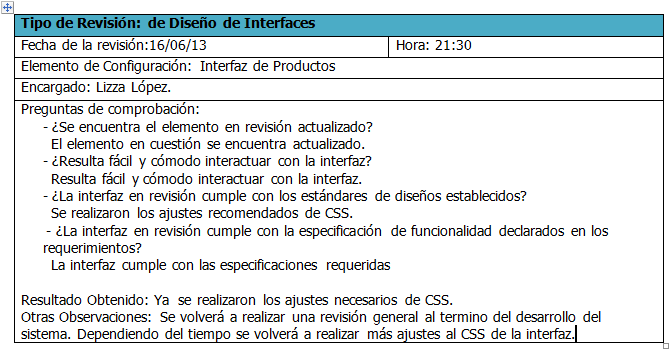 Tipo de Revisión: de Diseño de Interfaces
Fecha de la revisión:16/06/13
Hora: 21:30
Elemento de Configuración: Interfaz de Productos
Encargado: Lizza López.
Preguntas de comprobación:
- ¿Se encuentra el elemento en revisión actualizado?
El elemento en cuestión se encuentra actualizado.
- ¿Resulta fácil y cómodo interactuar con la interfaz?
Resulta fácil y cómodo interactuar con la interfaz.
- ¿La interfaz en revisión cumple con los estándares de diseños establecidos?
Se realizaron los ajustes recomendados de CSS.
- ¿La interfaz en revisión cumple con la especificación de funcionalidad declarados en los
requerimientos?
La interfaz cumple con las especificaciones requeridas
Resultado Obtenido: Ya se realizaron los ajustes necesarios de CSS.
Otras Observaciones: Se volverá a realizar una revisión general al termino del desarrollo del
sistema. Dependiendo del tiempo se volverá a realizar más ajustes al CSS de la interfaz.